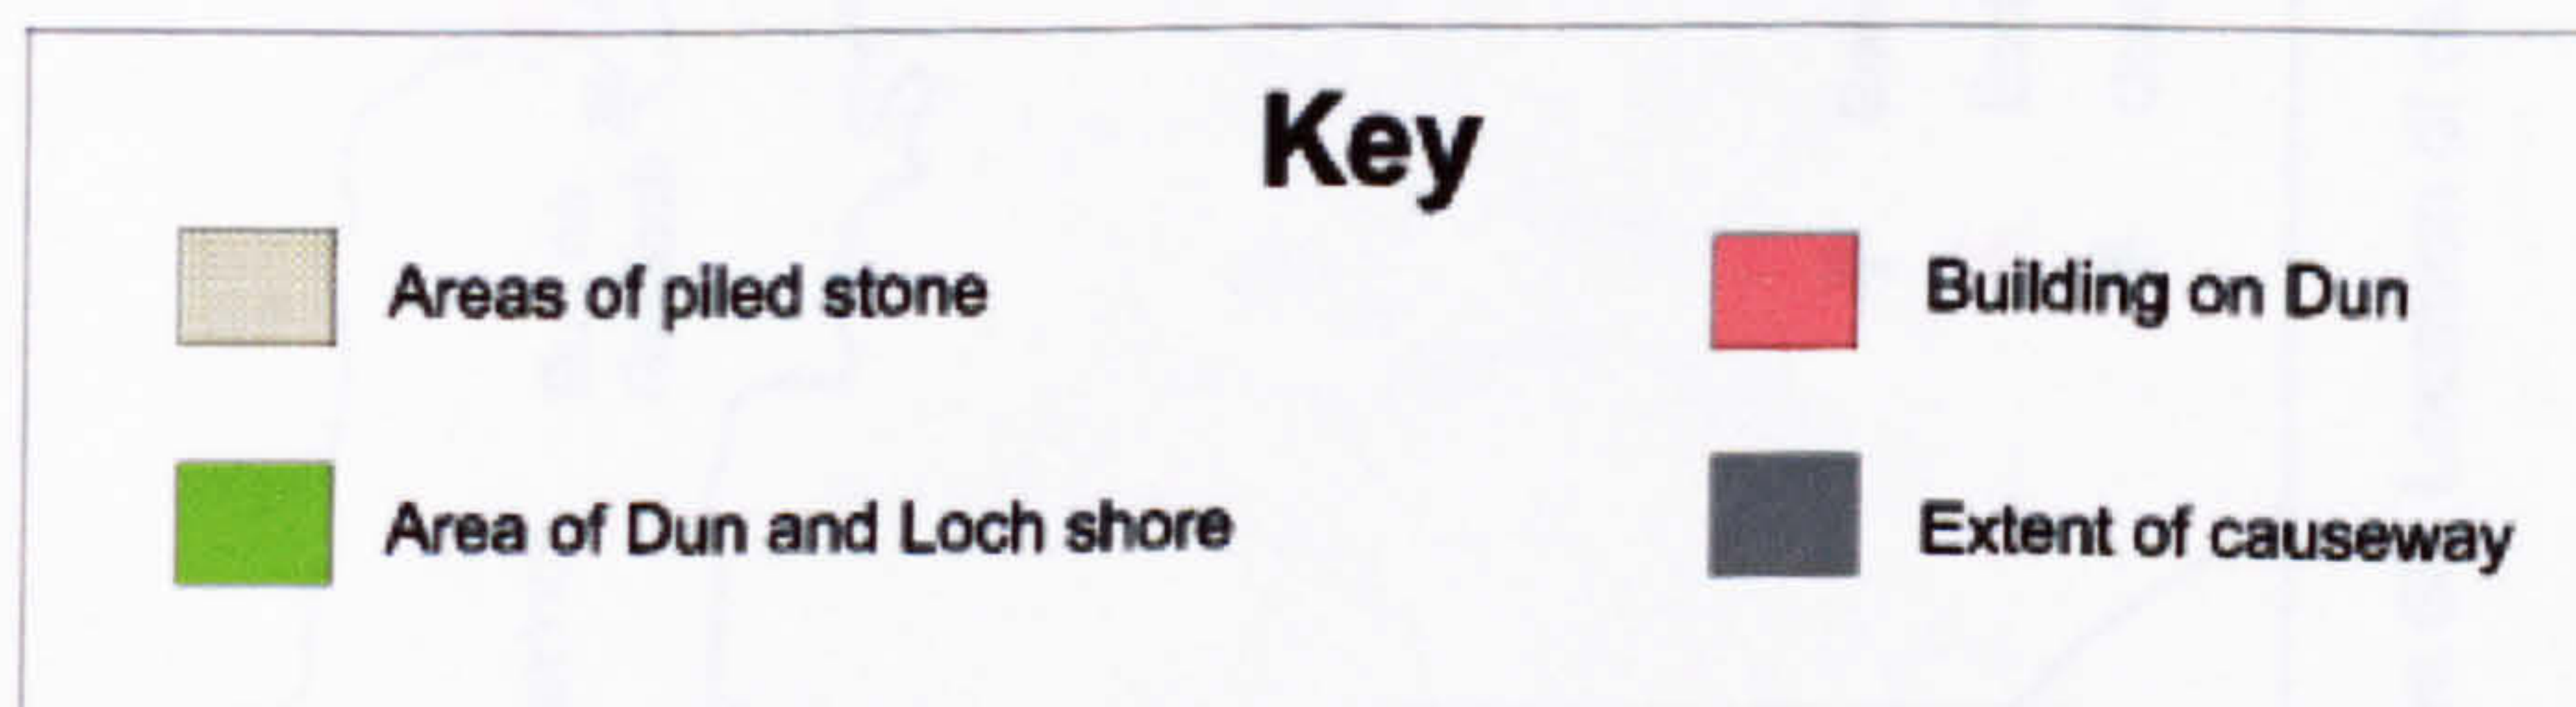 Key
Areas of piled stone
Building on Dun
Area of Dun and Loch shore
Extent of causeway